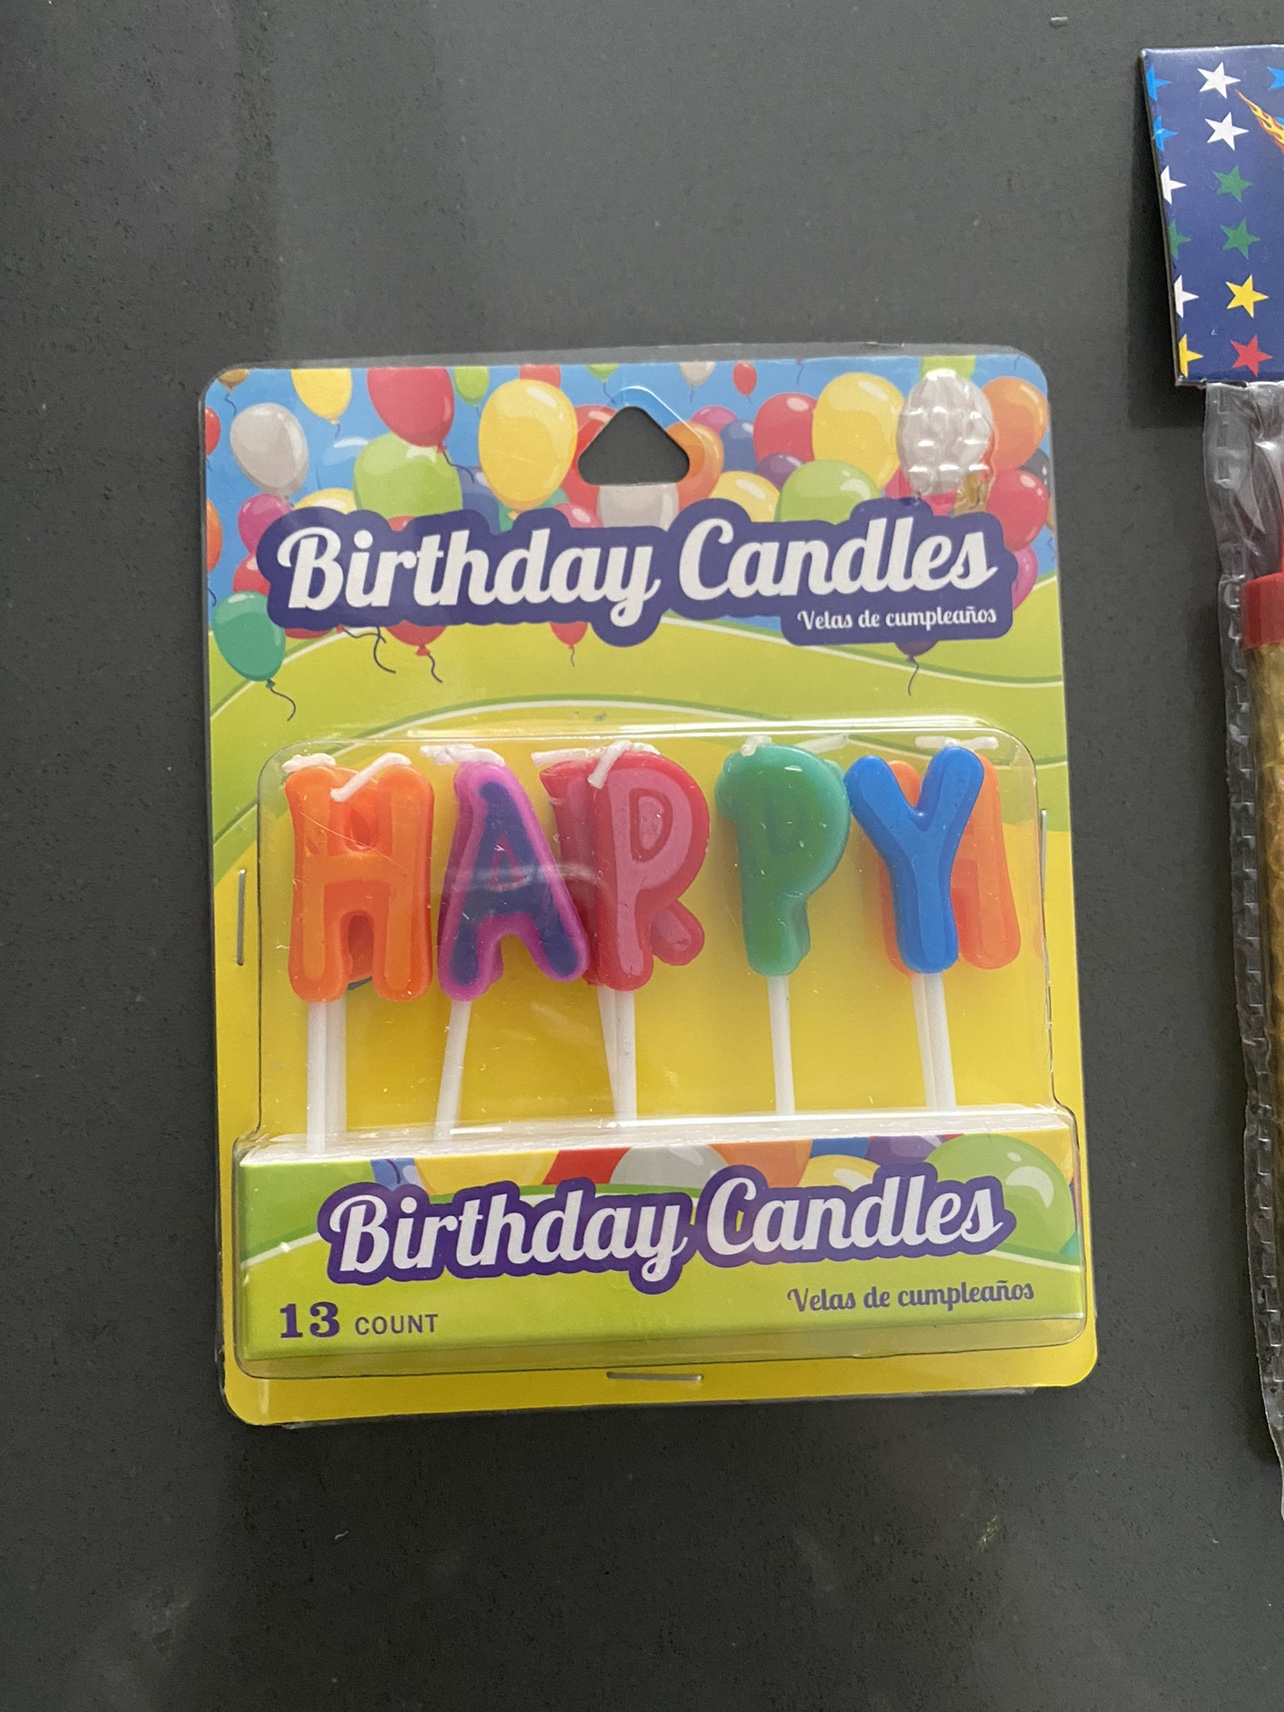 Birthday Candles
Velas de cumpleaños
HAPPY
Birthday Candles
Velas de cumpleaños
13 COUNT